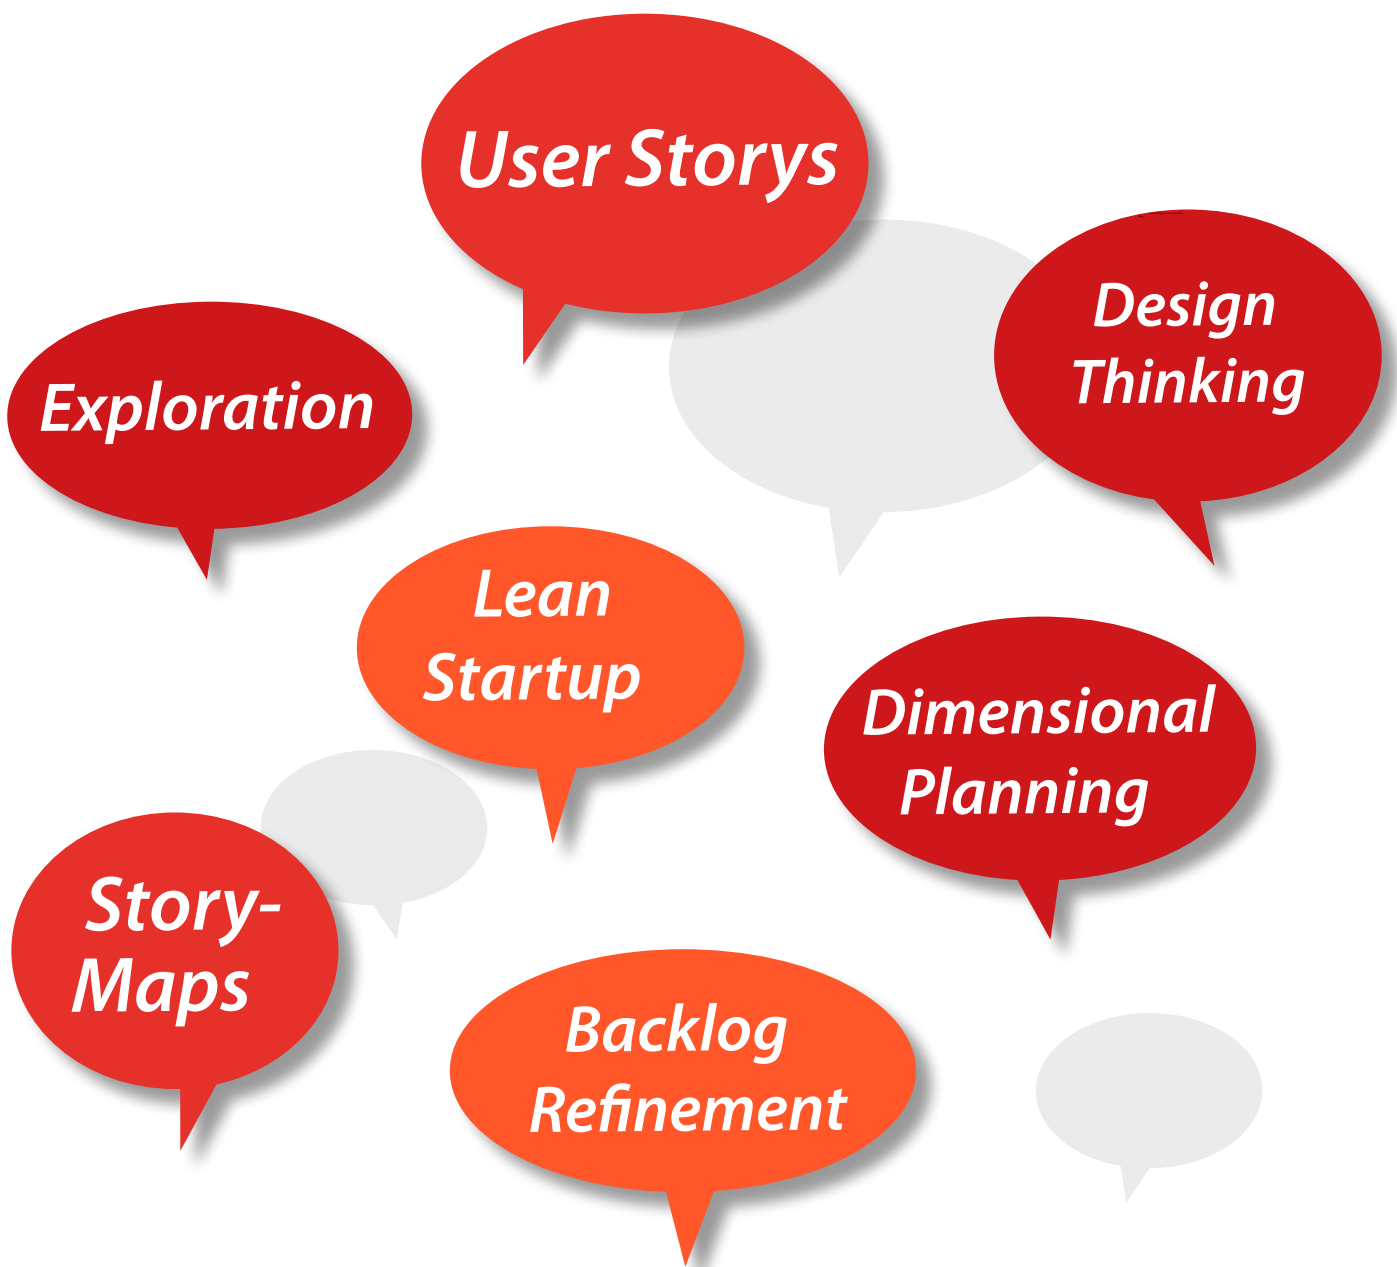 User Storys
Design
Thinking
Exploration
Lean
Startup
Dimensional
Planning
Story-
Maps
Backlog
Refinement